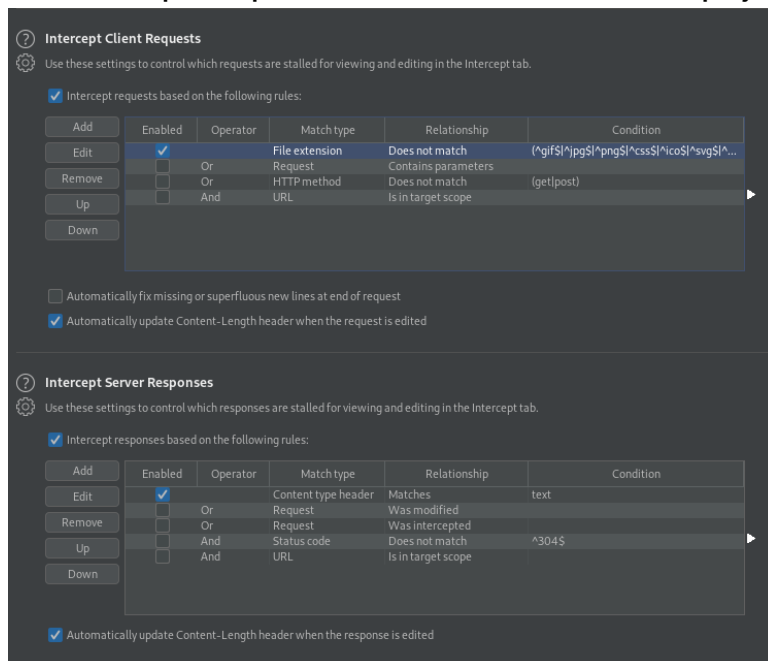 Intercept Client Requests
Use these settings to control which requests are stalled for viewing and editing in the Intercept tab.
Intercept requests based on the following rules:
Add
Edit
Remove
Up
Down
Enabled Operator Match type Relationship Condition
File extension Does not match (^gif$|^jpg$|^png$|^css$|^ico$|^svg$|^...
Or Request Contains parameters
Or HTTP method Does not match (get|post)
And URL Is in target scope
Automatically fix missing or superfluous new lines at end of request
Automatically update Content-Length header when the request is edited
Intercept Server Responses
Use these settings to control which responses are stalled for viewing and editing in the Intercept tab.
Intercept responses based on the following rules:
Add
Edit
Remove
Up
Down
Enabled Operator Match type Relationship Condition
Content type header Matches text
Or Request Was modified
Or Request Was intercepted
And Status code Does not match ^304$
And URL Is in target scope
Automatically update Content-Length header when the response is edited